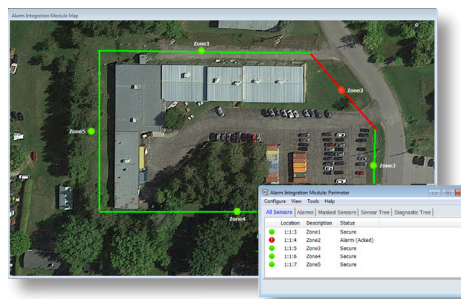 Alarm Integration Module Map
Zone1
Zone2
Zone5
Zone3
Zone4
Alarm Integration Module: Perimeter
Configure View Tools Help
All Sensors Alarms Masked Sensors Sensor Tree Diagnostic Tree
Location Description Status
1:1:3 Zone1 Secure
1:1:4 Zone2 Alarm (Acked)
1:1:5 Zone3 Secure
1:1:6 Zone4 Secure
1:1:7 Zone5 Secure